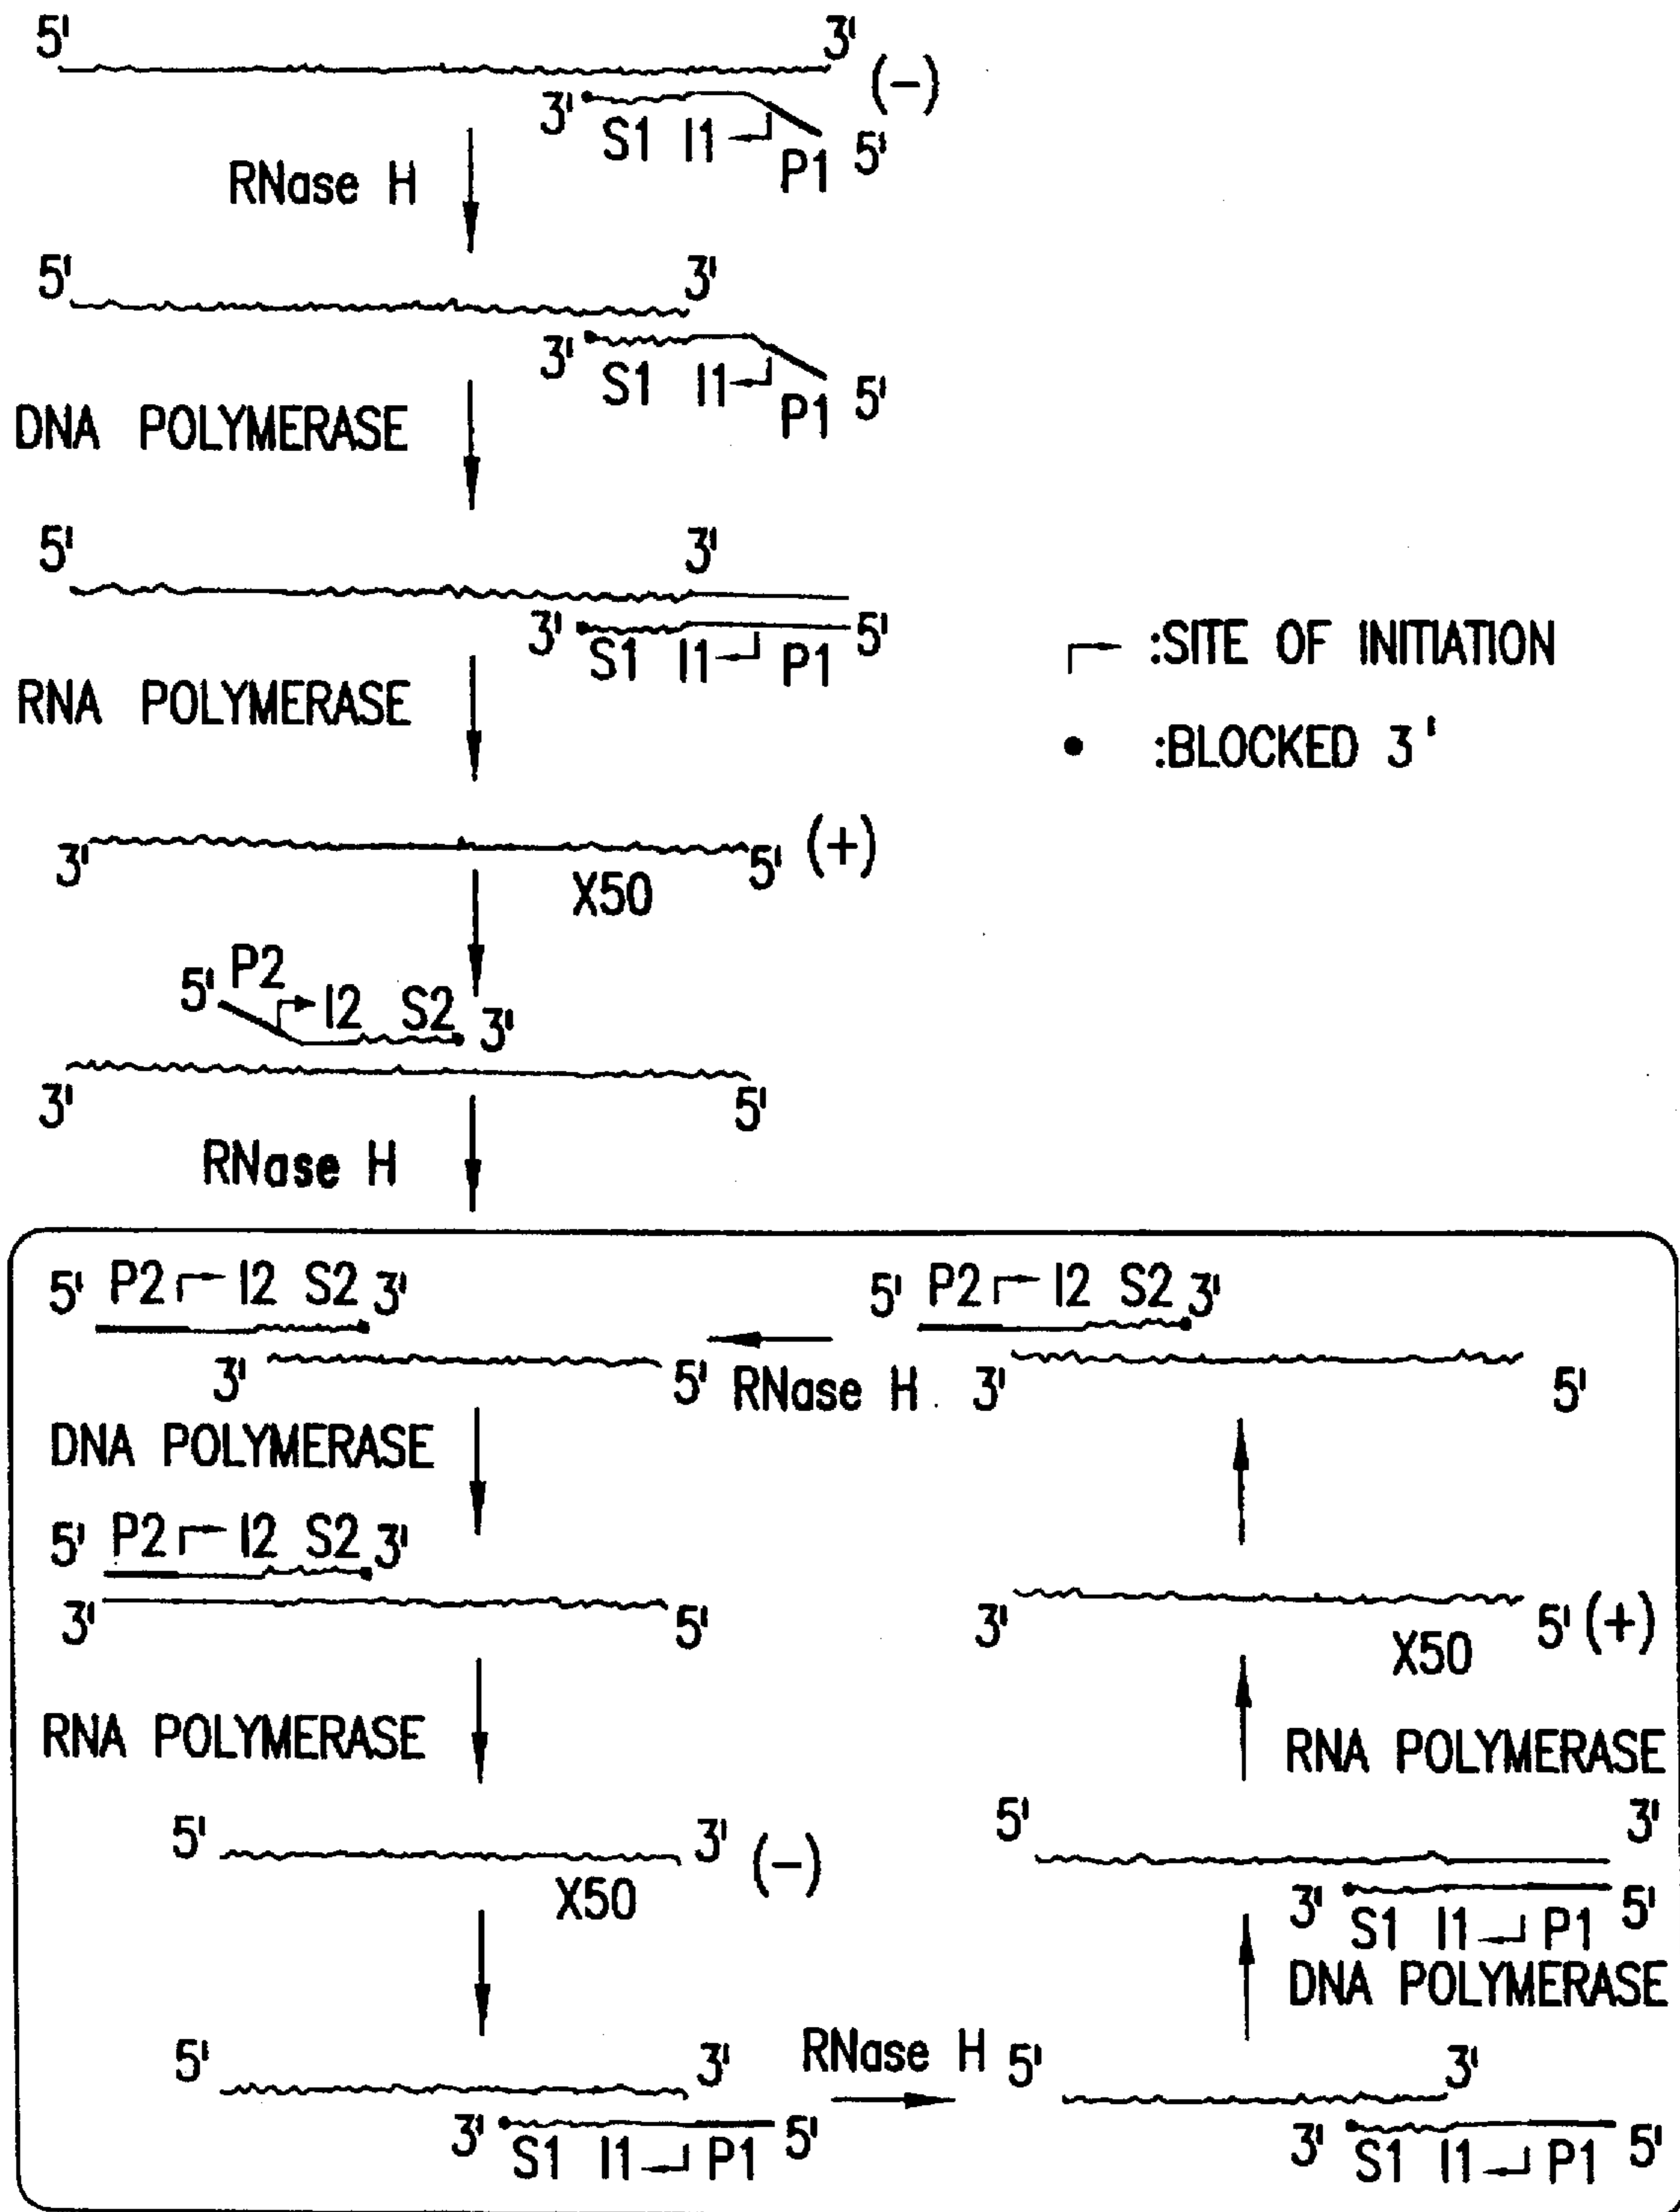 5' 3' (-)
3' S1 I1 P1 5'
RNase H
5' 3'
3' S1 I1 P1 5'
DNA POLYMERASE
5' 3'
3' S1 I1 P1 5'
:SITE OF INITIATION
:BLOCKED 3'
RNA POLYMERASE
3' 5' (+)
X50
5' P2 I2 S2 3'
3' 5'
RNase H
5' P2 I2 S2 3'
3' 5'
5' P2 I2 S2 3'
3' 5'
RNase H
DNA POLYMERASE
5' P2 I2 S2 3'
3' 5'
RNA POLYMERASE
5' 3' (-)
X50
5' 3'
3' S1 I1 P1 5'
RNase H
5' 3'
3' S1 I1 P1 5'
DNA POLYMERASE
5' 3'
3' S1 I1 P1 5'
RNA POLYMERASE
3' 5' (+)
X50